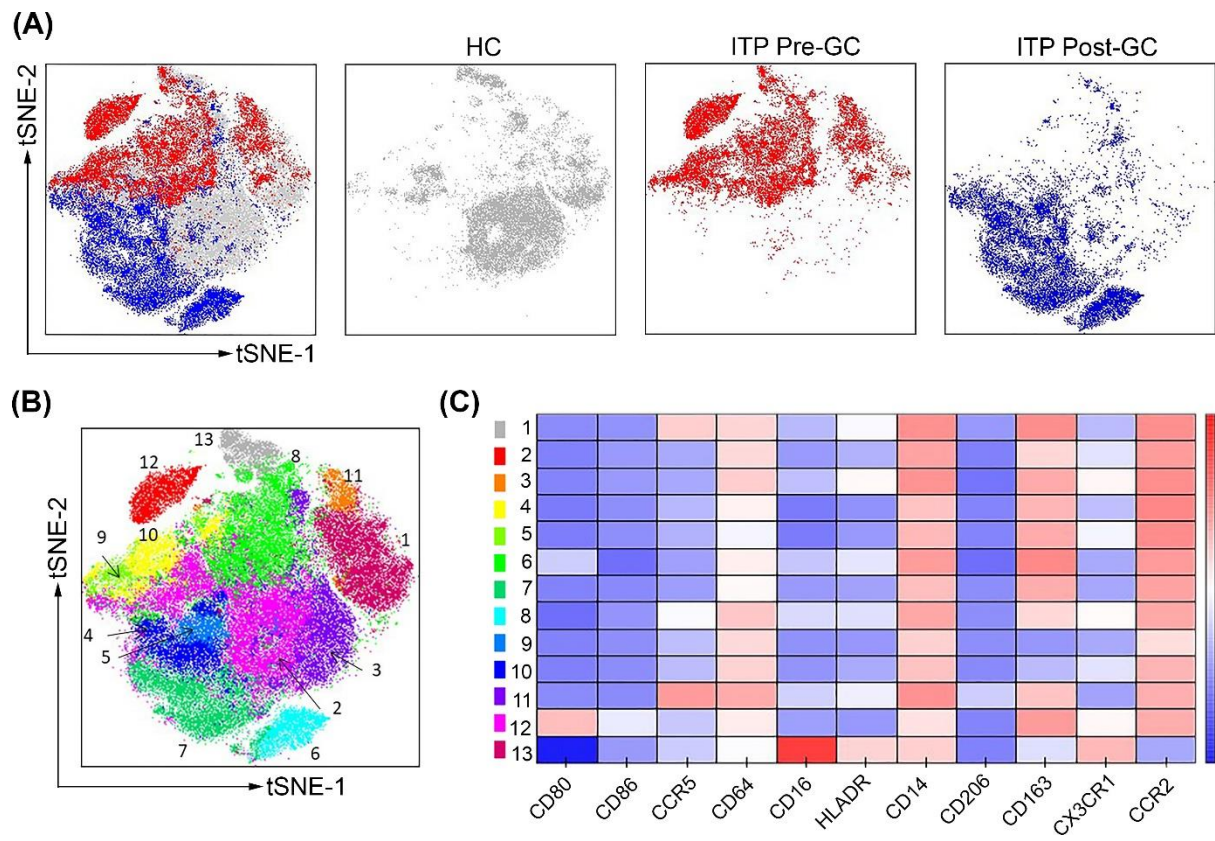 (A)
HC
ITP Pre-GC
ITP Post-GC
tSNE-2
tSNE-1
(B)
13
8
12
11
10
9
1
4
5
3
2
7
6
tSNE-2
tSNE-1
(C)
1
2
3
4
5
6
7
8
9
10
11
12
13
CD80
CD86
CCR5
CD64
CD16
HLADR
CD14
CD206
CD163
CX3CR1
CCR2